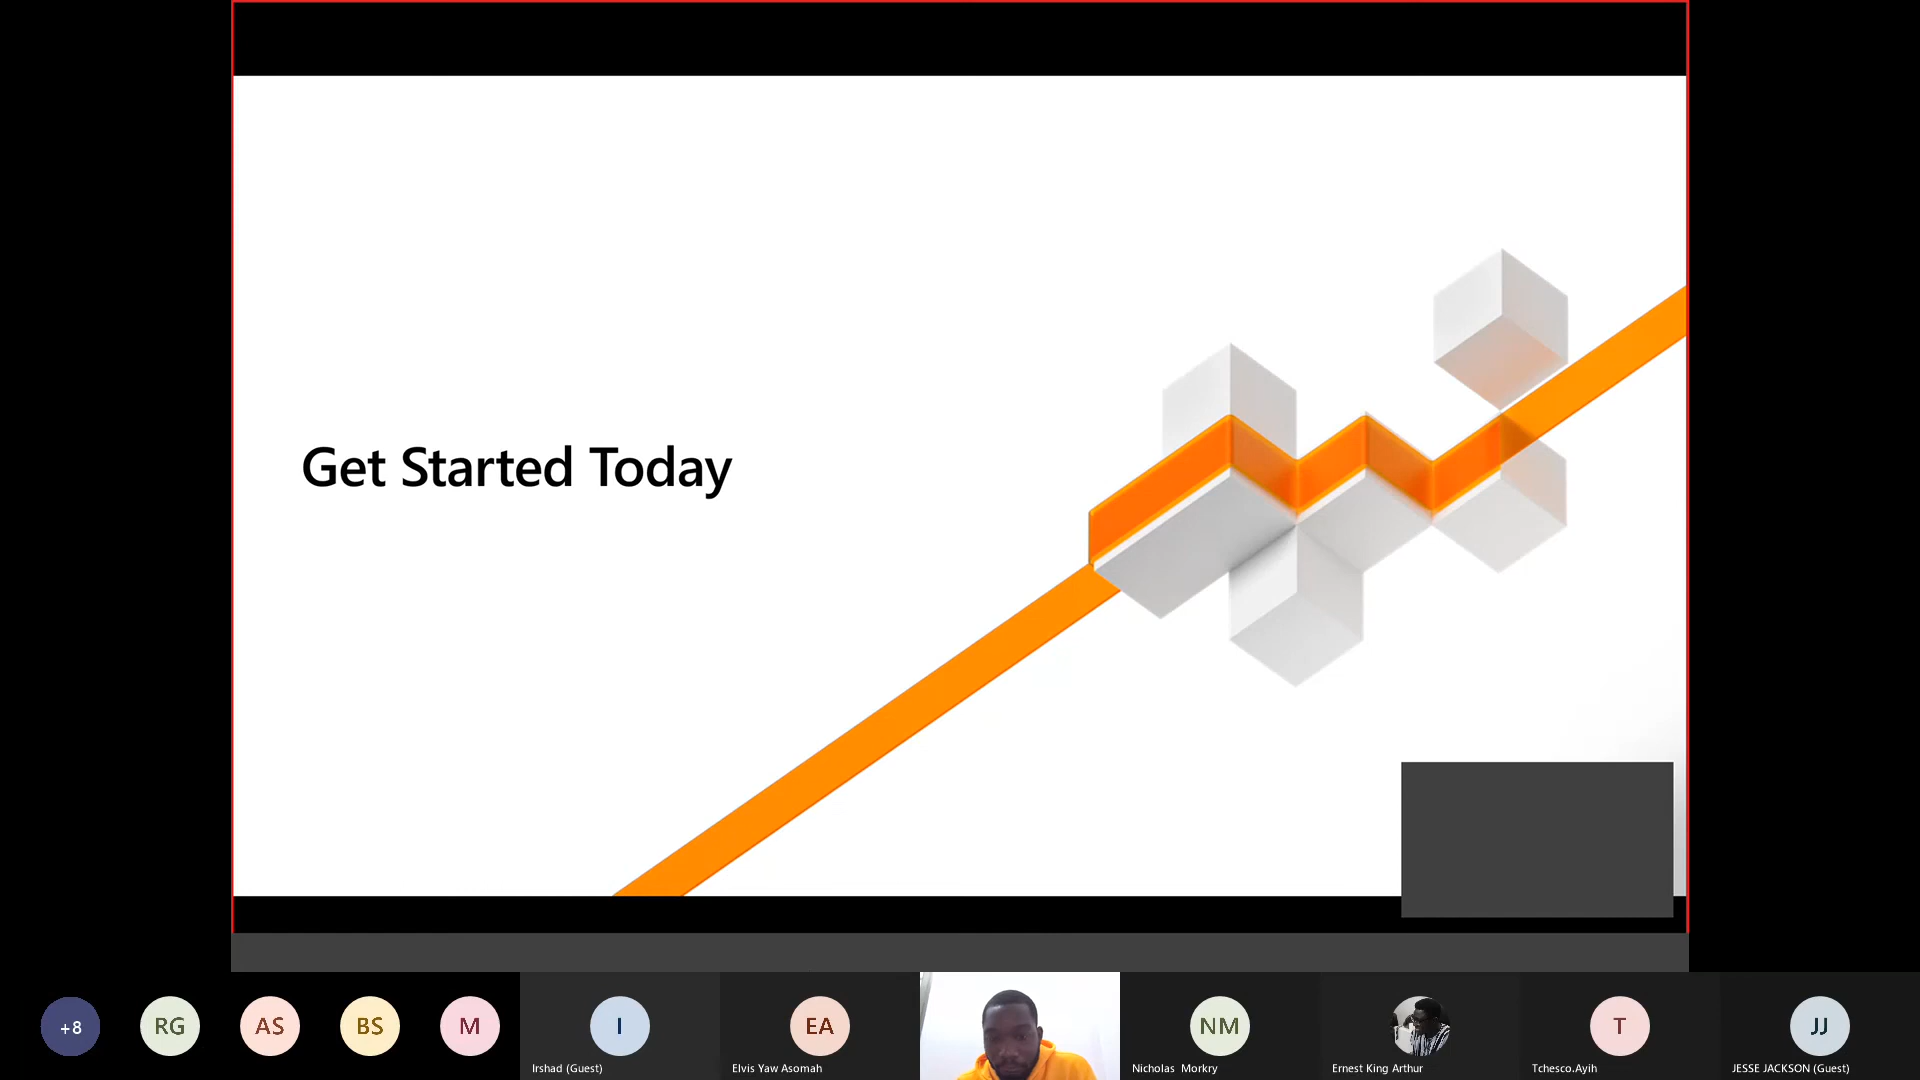 Get Started Today
+8
RG
AS
BS
M
I
EA
NM
T
JJ
Irshad (Guest)
Elvis Yaw Asomah
Nicholas Morkry
Ernest King Arthur
Tchesco.Ayih
JESSE JACKSON (Guest)